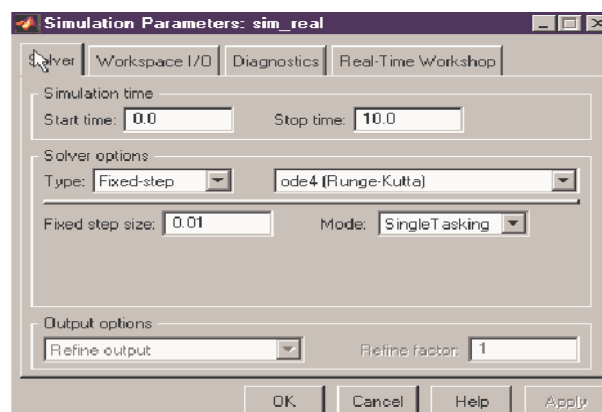 Simulation Parameters: sim_real
Solver Workspace I/O Diagnostics Real-Time Workshop
Simulation time
Start time: 0.0 Stop time: 10.0
Solver options
Type: Fixed-step ode4 (Runge-Kutta)
Fixed step size: 0.01 Mode: SingleTasking
Output options
Refine output Refine factor: 1
OK Cancel Help Apply